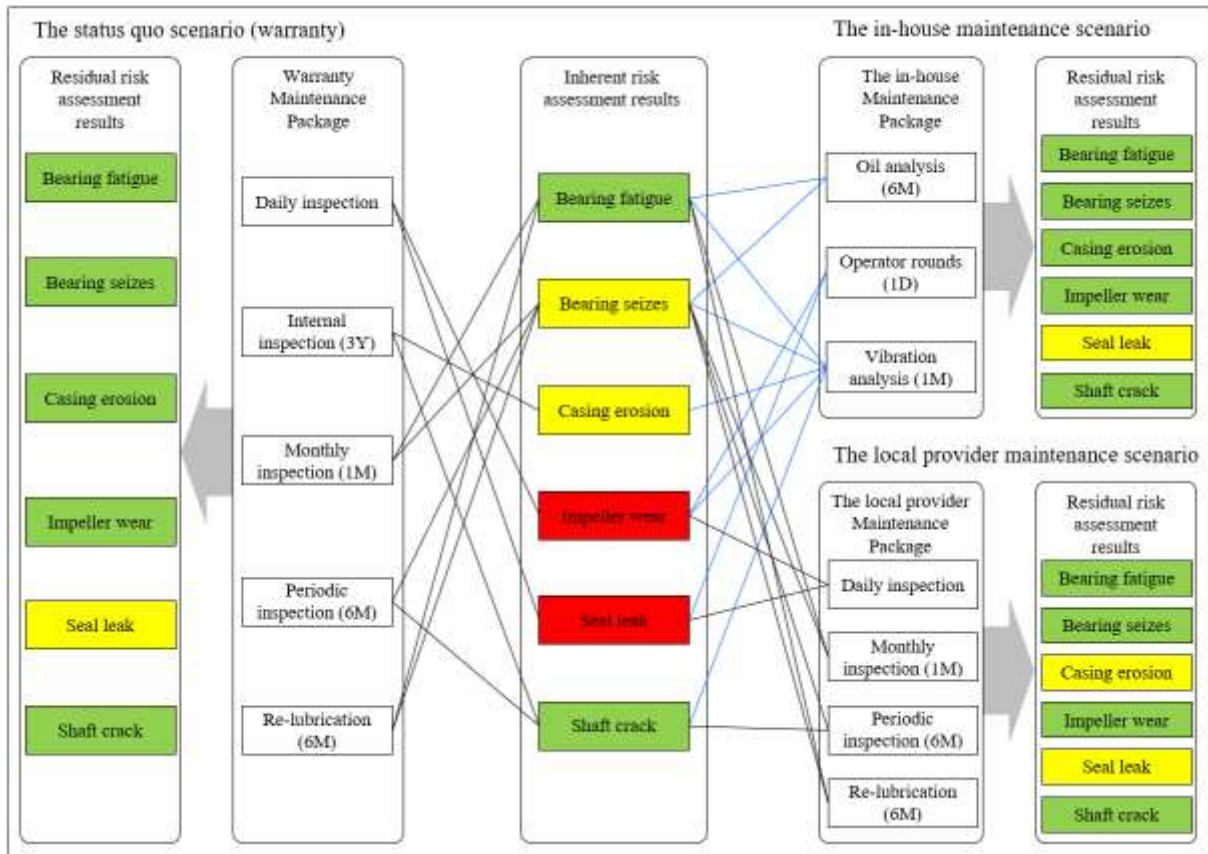 The status quo scenario (warranty)
Residual risk
assessment
results
Bearing fatigue
Bearing seizes
Casing erosion
Impeller wear
Seal leak
Shaft crack
Warranty
Maintenance
Package
Daily inspection
Internal
inspection (3Y)
Monthly
inspection (1M)
Periodic
inspection (6M)
Re-lubrication
(6M)
Inherent risk
assessment results
Bearing fatigue
Bearing seizes
Casing erosion
Impeller wear
Seal leak
Shaft crack
The in-house maintenance scenario
The in-house
Maintenance
Package
Oil analysis
(6M)
Operator rounds
(1D)
Vibration
analysis (1M)
Residual risk
assessment
results
Bearing fatigue
Bearing seizes
Casing erosion
Impeller wear
Seal leak
Shaft crack
The local provider maintenance scenario
The local provider
Maintenance
Package
Daily inspection
Monthly
inspection (1M)
Periodic
inspection (6M)
Re-lubrication
(6M)
Residual risk
assessment
results
Bearing fatigue
Bearing seizes
Casing erosion
Impeller wear
Seal leak
Shaft crack